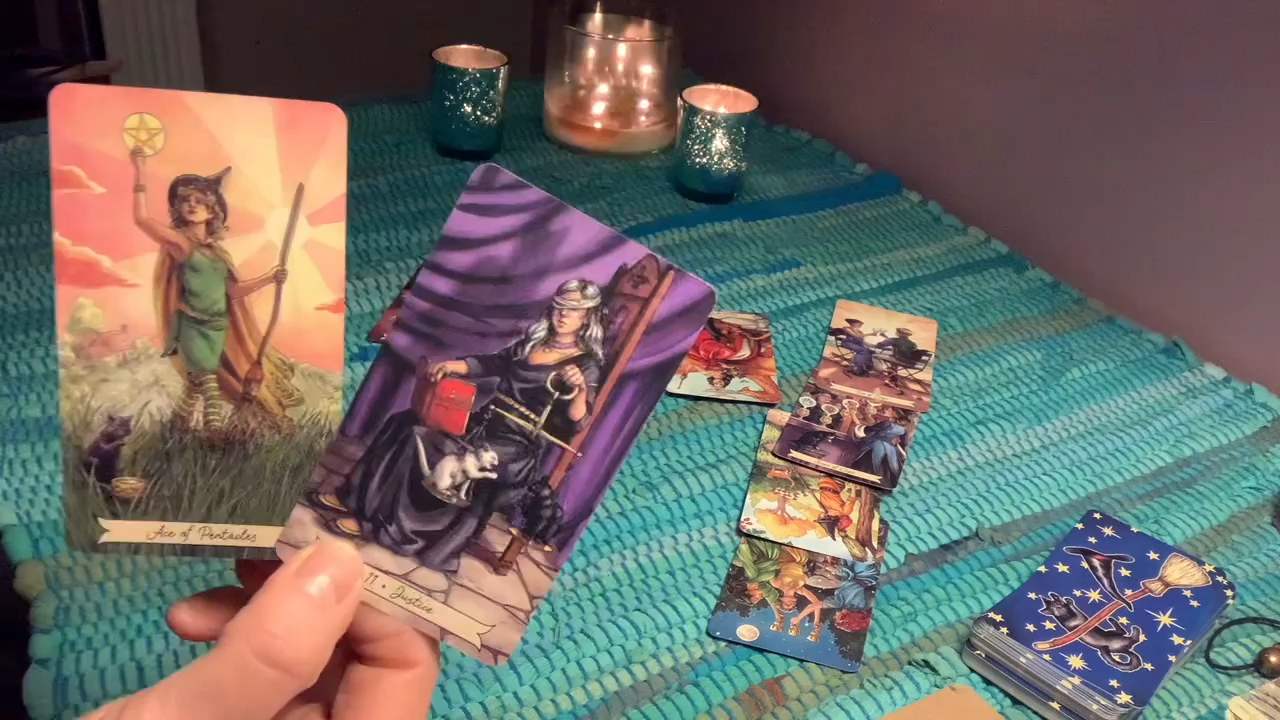 Ace of Pentacles
11 • Justice